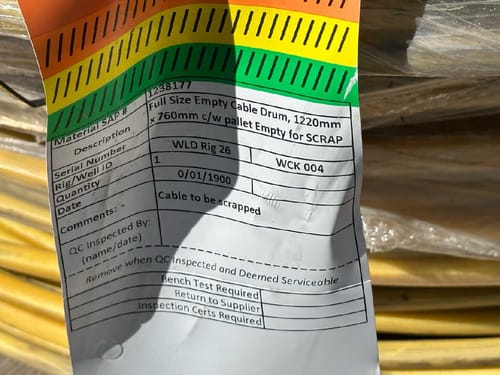 Material SAP # 1238177
Description Full Size Empty Cable Drum, 1220mm
x 760mm c/w pallet Empty for SCRAP
Serial Number
Rig/Well ID WLD Rig 26 WCK 004
Quantity 1
Date 0/01/1900
Comments: Cable to be scrapped
QC Inspected By:
(name/date)
Remove when QC Inspected and Deemed Serviceable
Bench Test Required
Return to Supplier
Inspection Certs Required